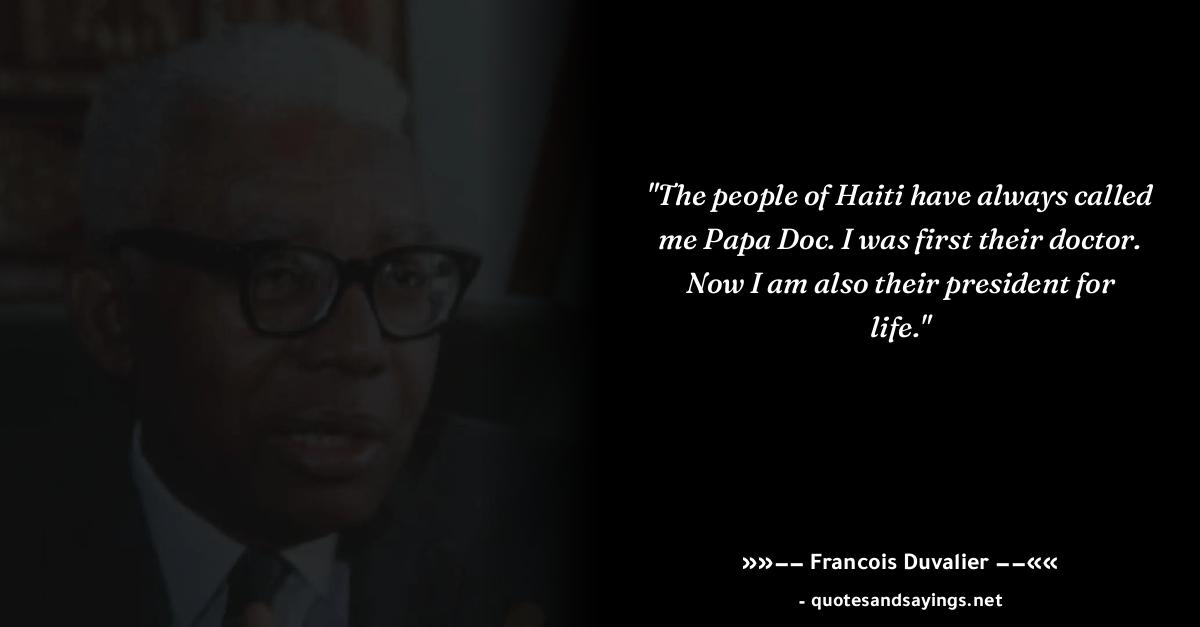 "The people of Haiti have always called
me Papa Doc. I was first their doctor.
Now I am also their president for
life."
»»–– Francois Duvalier ––««
- quotesandsayings.net